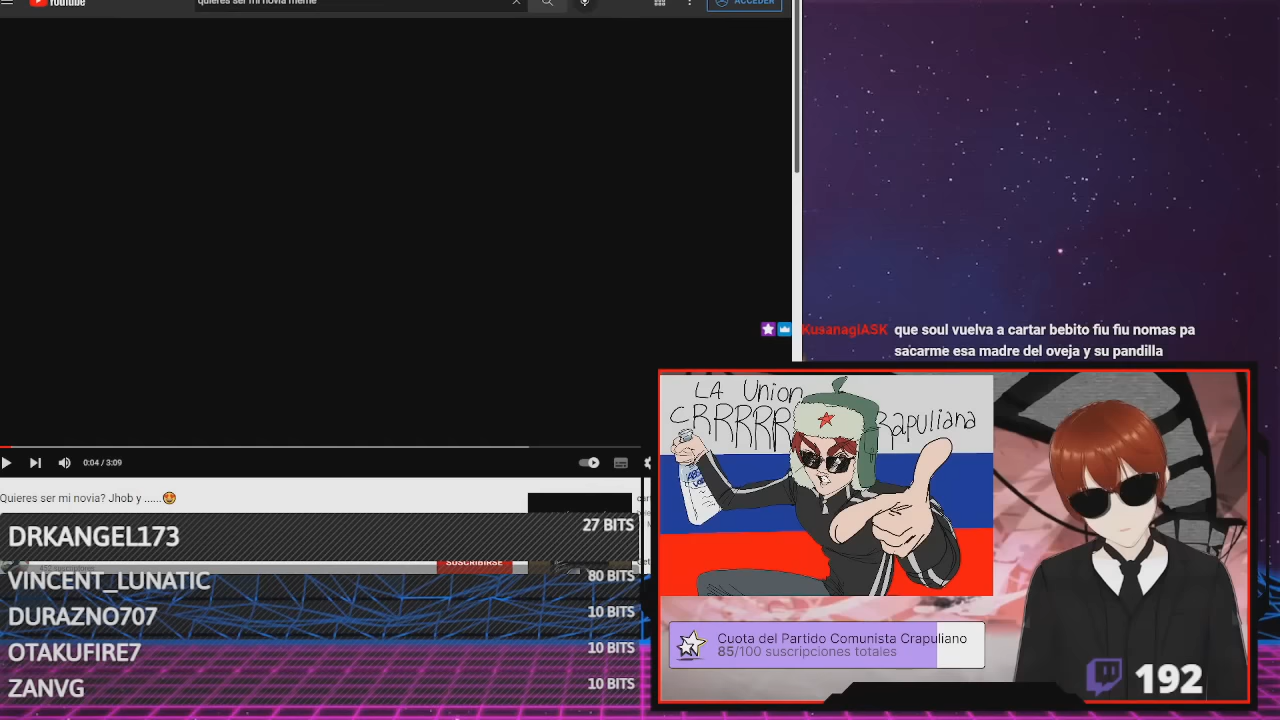 YouTube
quieres ser mi novia meme
ACCEDER
KusanagiASK que soul vuelva a cartar bebito fiu fiu nomas pa
sacarme esa madre del oveja y su pandilla
0:04 / 3:09
Quieres ser mi novia? Jhob y ......😍
SUSCRIBIRSE
DRKANGEL173 27 BITS
VINCENT_LUNATIC 80 BITS
DURAZNO707 10 BITS
OTAKUFIRE7 10 BITS
ZANVG 10 BITS
LA Union
CRRRRR rapuliana
Cuota del Partido Comunista Crapuliano
85/100 suscripciones totales
192